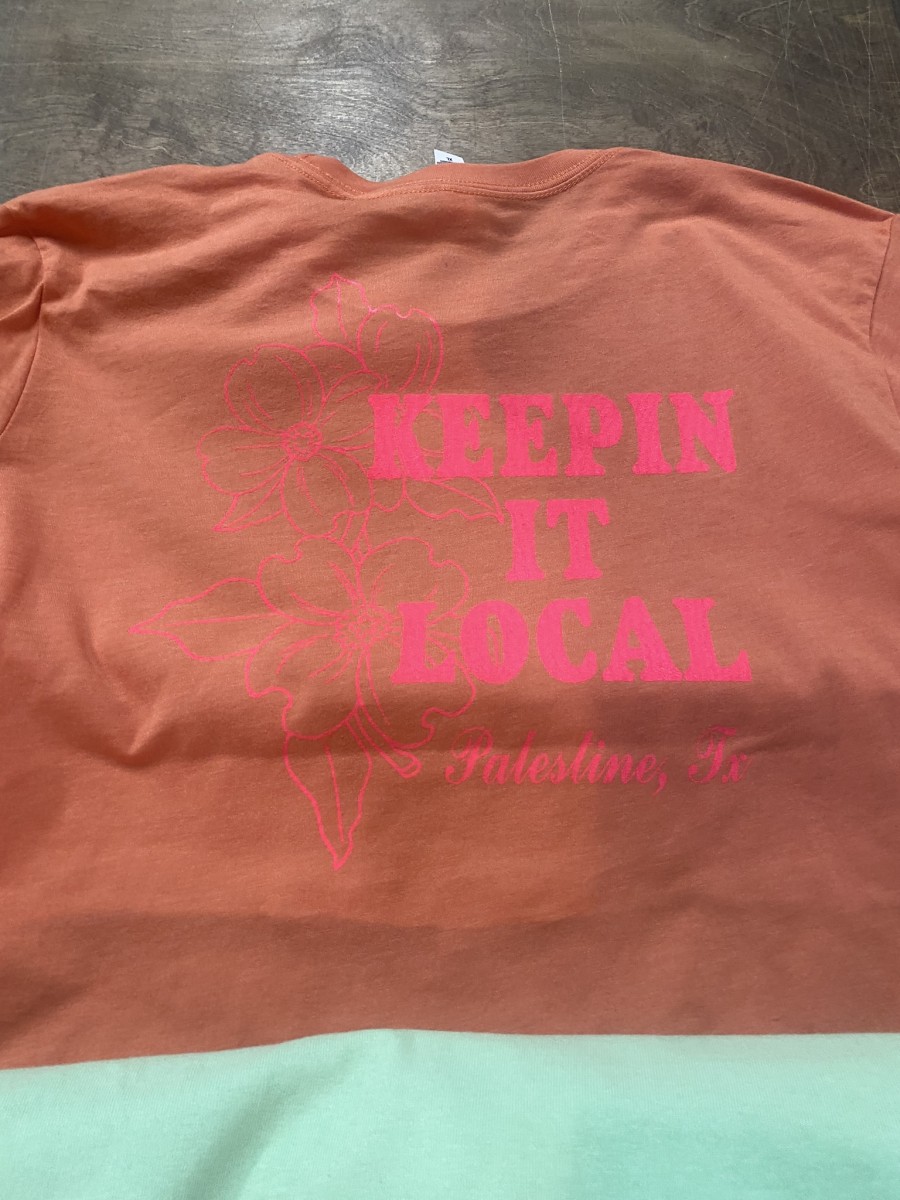 KEEPIN
IT
LOCAL
Palestine, Tx